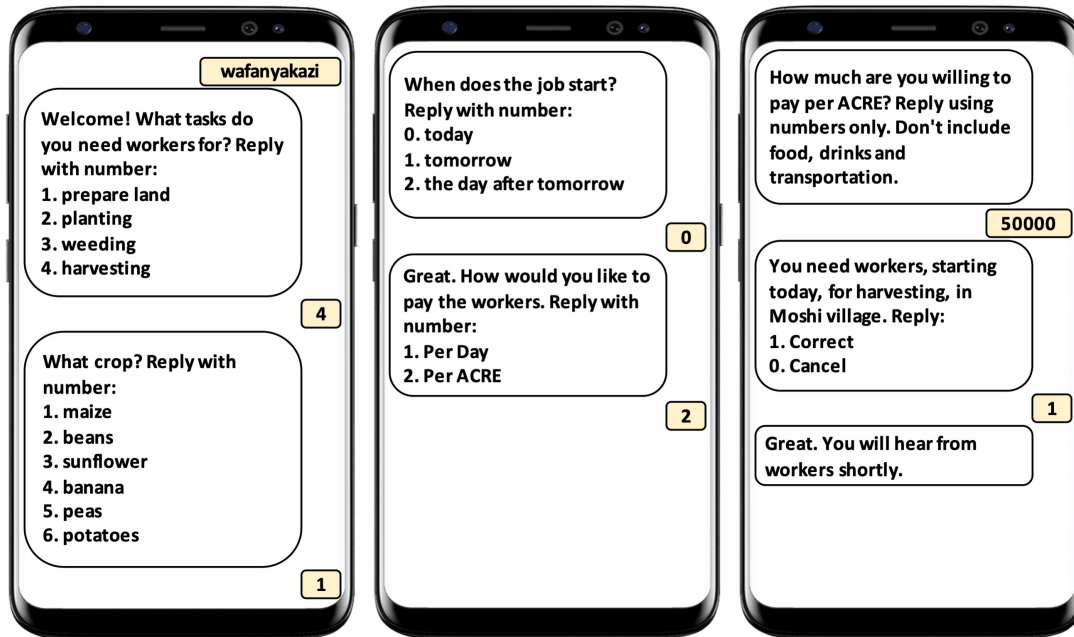 wafanyakazi
Welcome! What tasks do
you need workers for? Reply
with number:
1. prepare land
2. planting
3. weeding
4. harvesting
4
What crop? Reply with
number:
1. maize
2. beans
3. sunflower
4. banana
5. peas
6. potatoes
1
When does the job start?
Reply with number:
0. today
1. tomorrow
2. the day after tomorrow
0
Great. How would you like to
pay the workers. Reply with
number:
1. Per Day
2. Per ACRE
2
How much are you willing to
pay per ACRE? Reply using
numbers only. Don't include
food, drinks and
transportation.
50000
You need workers, starting
today, for harvesting, in
Moshi village. Reply:
1. Correct
0. Cancel
1
Great. You will hear from
workers shortly.